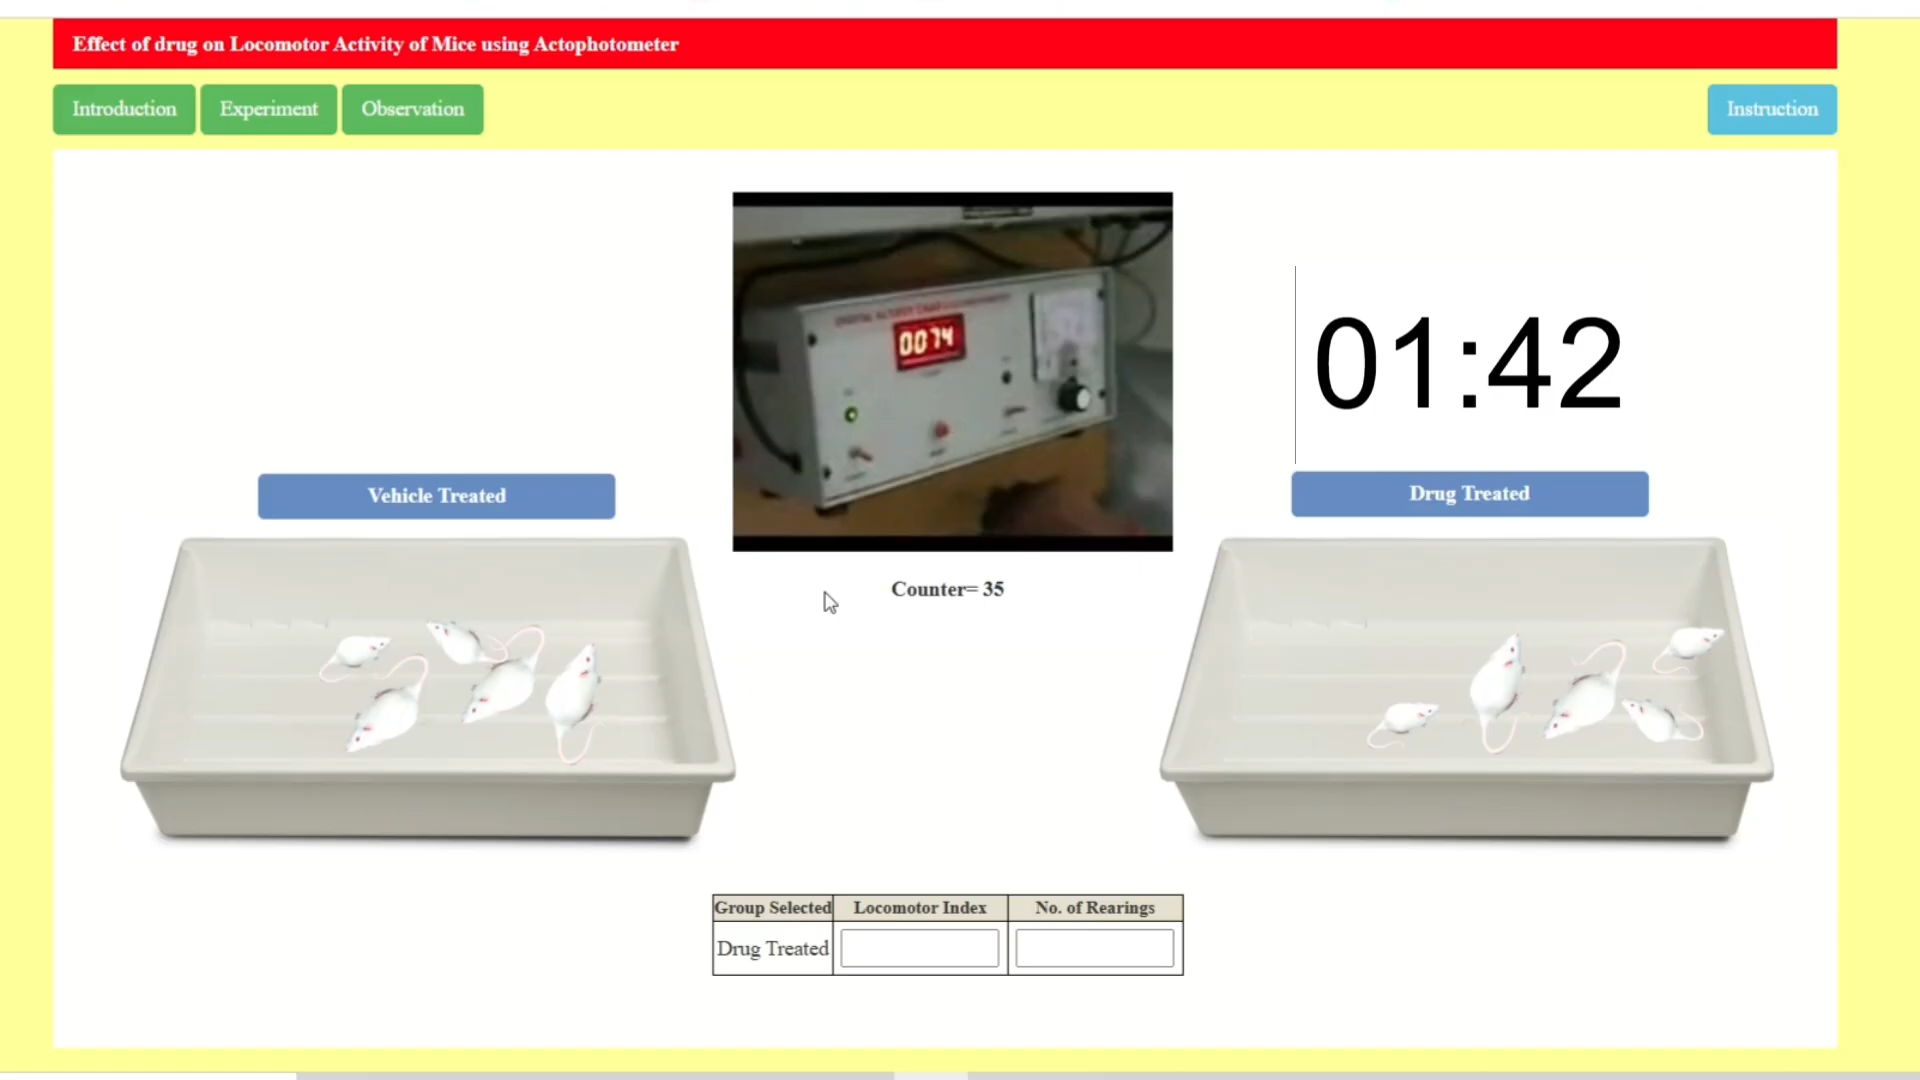 Effect of drug on Locomotor Activity of Mice using Actophotometer
Introduction Experiment Observation Instruction
0074
01:42
Vehicle Treated
Drug Treated
Counter= 35
Group Selected Locomotor Index No. of Rearings
Drug Treated